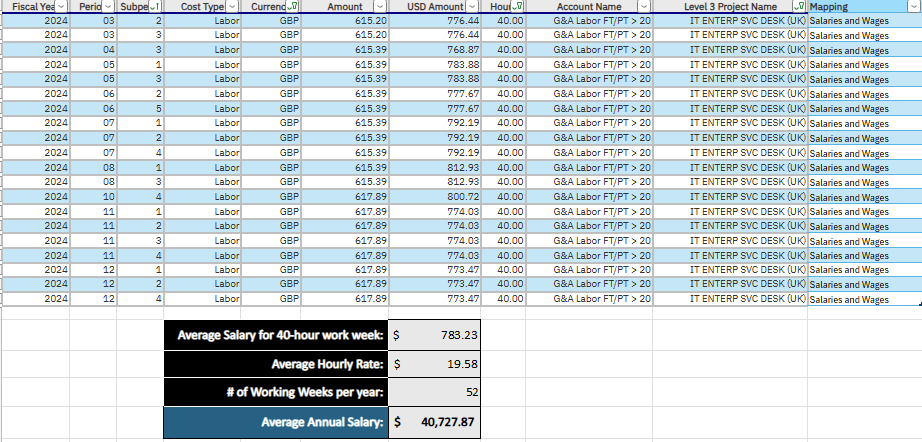 Fiscal Yea Period Subpe Cost Type Currenc Amount USD Amount Hou Account Name Level 3 Project Name Mapping
2024 03 2 Labor GBP 615.20 776.44 40.00 G&A Labor FT/PT > 20 IT ENTERP SVC DESK (UK) Salaries and Wages
2024 03 3 Labor GBP 615.20 776.44 40.00 G&A Labor FT/PT > 20 IT ENTERP SVC DESK (UK) Salaries and Wages
2024 04 3 Labor GBP 615.39 768.87 40.00 G&A Labor FT/PT > 20 IT ENTERP SVC DESK (UK) Salaries and Wages
2024 05 1 Labor GBP 615.39 783.88 40.00 G&A Labor FT/PT > 20 IT ENTERP SVC DESK (UK) Salaries and Wages
2024 05 3 Labor GBP 615.39 783.88 40.00 G&A Labor FT/PT > 20 IT ENTERP SVC DESK (UK) Salaries and Wages
2024 06 2 Labor GBP 615.39 777.67 40.00 G&A Labor FT/PT > 20 IT ENTERP SVC DESK (UK) Salaries and Wages
2024 06 5 Labor GBP 615.39 777.67 40.00 G&A Labor FT/PT > 20 IT ENTERP SVC DESK (UK) Salaries and Wages
2024 07 1 Labor GBP 615.39 792.19 40.00 G&A Labor FT/PT > 20 IT ENTERP SVC DESK (UK) Salaries and Wages
2024 07 2 Labor GBP 615.39 792.19 40.00 G&A Labor FT/PT > 20 IT ENTERP SVC DESK (UK) Salaries and Wages
2024 07 4 Labor GBP 615.39 792.19 40.00 G&A Labor FT/PT > 20 IT ENTERP SVC DESK (UK) Salaries and Wages
2024 08 1 Labor GBP 615.39 812.93 40.00 G&A Labor FT/PT > 20 IT ENTERP SVC DESK (UK) Salaries and Wages
2024 08 3 Labor GBP 615.39 812.93 40.00 G&A Labor FT/PT > 20 IT ENTERP SVC DESK (UK) Salaries and Wages
2024 10 4 Labor GBP 617.89 800.72 40.00 G&A Labor FT/PT > 20 IT ENTERP SVC DESK (UK) Salaries and Wages
2024 11 1 Labor GBP 617.89 774.03 40.00 G&A Labor FT/PT > 20 IT ENTERP SVC DESK (UK) Salaries and Wages
2024 11 2 Labor GBP 617.89 774.03 40.00 G&A Labor FT/PT > 20 IT ENTERP SVC DESK (UK) Salaries and Wages
2024 11 3 Labor GBP 617.89 774.03 40.00 G&A Labor FT/PT > 20 IT ENTERP SVC DESK (UK) Salaries and Wages
2024 11 4 Labor GBP 617.89 774.03 40.00 G&A Labor FT/PT > 20 IT ENTERP SVC DESK (UK) Salaries and Wages
2024 12 1 Labor GBP 617.89 773.47 40.00 G&A Labor FT/PT > 20 IT ENTERP SVC DESK (UK) Salaries and Wages
2024 12 2 Labor GBP 617.89 773.47 40.00 G&A Labor FT/PT > 20 IT ENTERP SVC DESK (UK) Salaries and Wages
2024 12 4 Labor GBP 617.89 773.47 40.00 G&A Labor FT/PT > 20 IT ENTERP SVC DESK (UK) Salaries and Wages
Average Salary for 40-hour work week: $ 783.23
Average Hourly Rate: $ 19.58
# of Working Weeks per year: 52
Average Annual Salary: $ 40,727.87